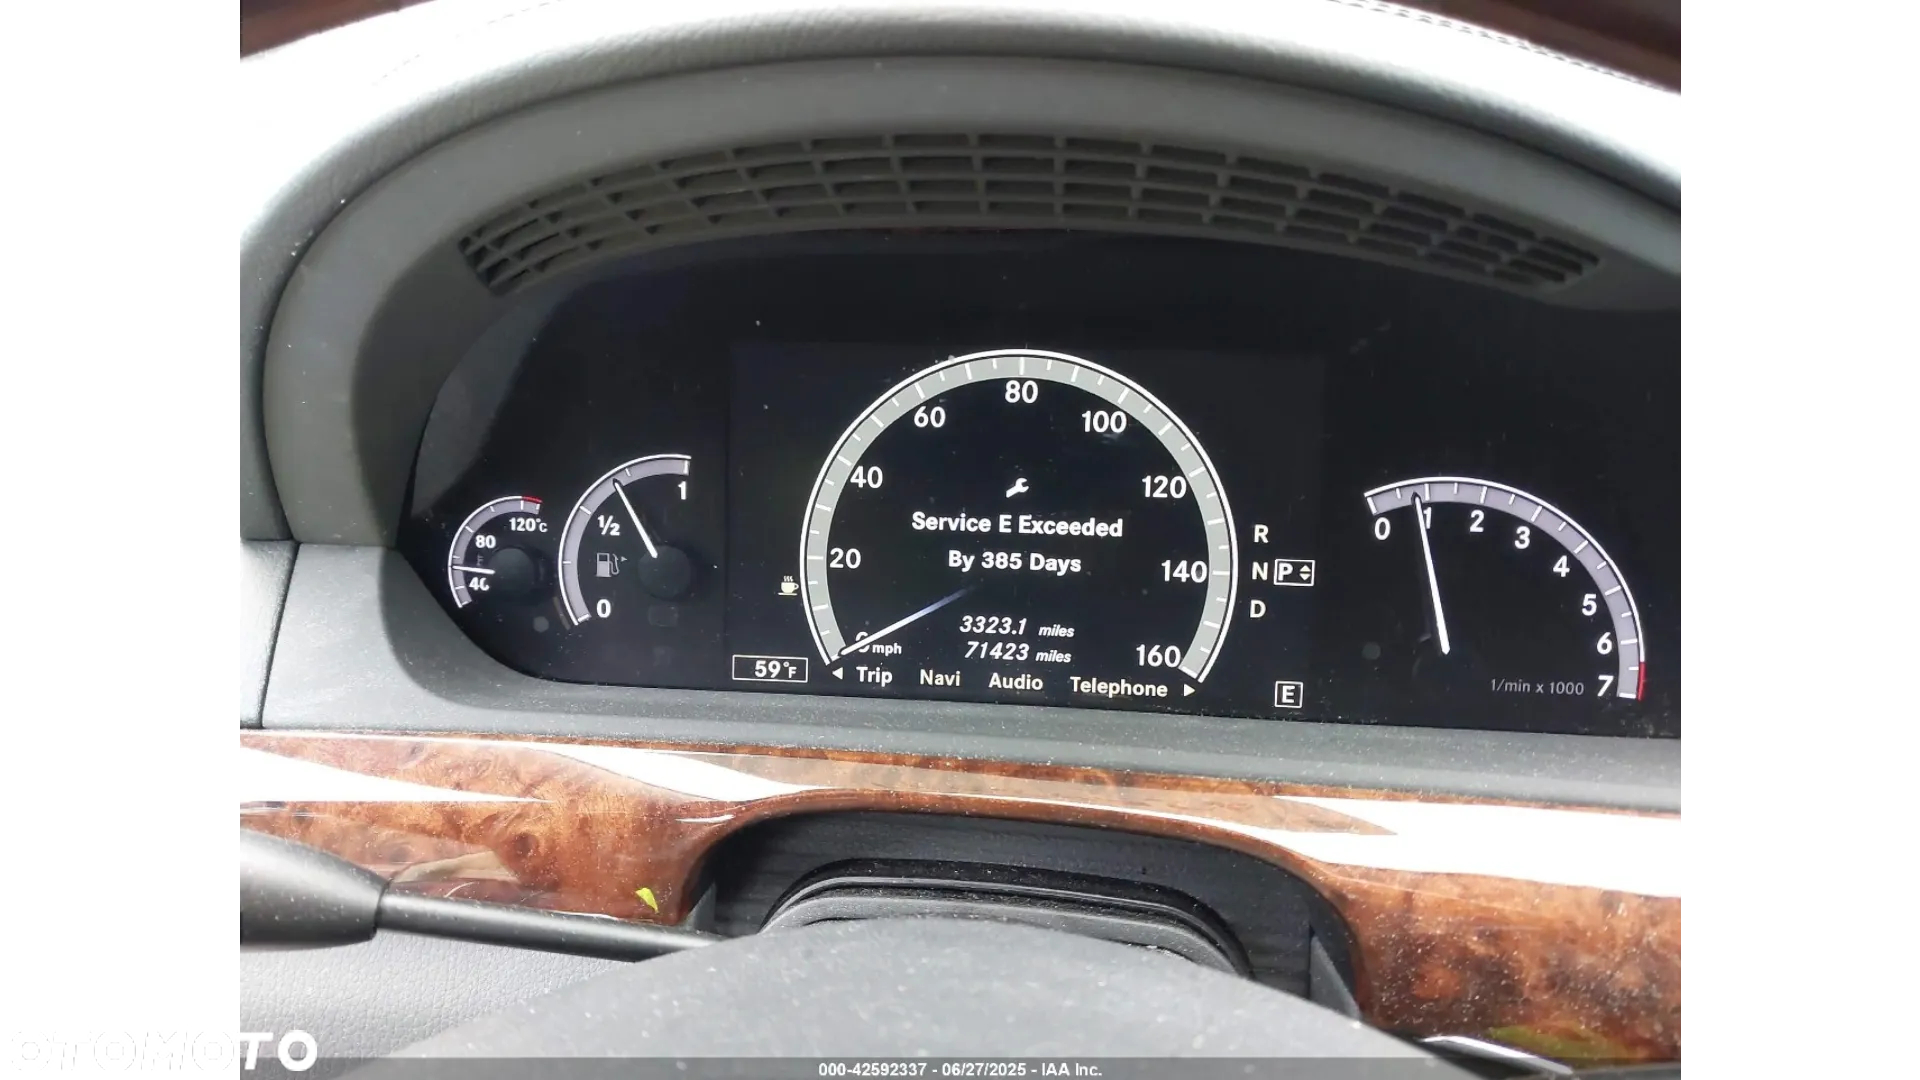 80
60
100
40
120
1
120°C
1/2
Service E Exceeded
0
1
2
3
80
By 385 Days
R
20
140
N
P
4
40
0
D
5
3323.1 miles
6
mph
71423 miles
160
59°F
Trip
Navi
Audio
Telephone
E
1/min x 1000
7
OTOMOTO
000-42592337 - 06/27/2025 - IAA Inc.